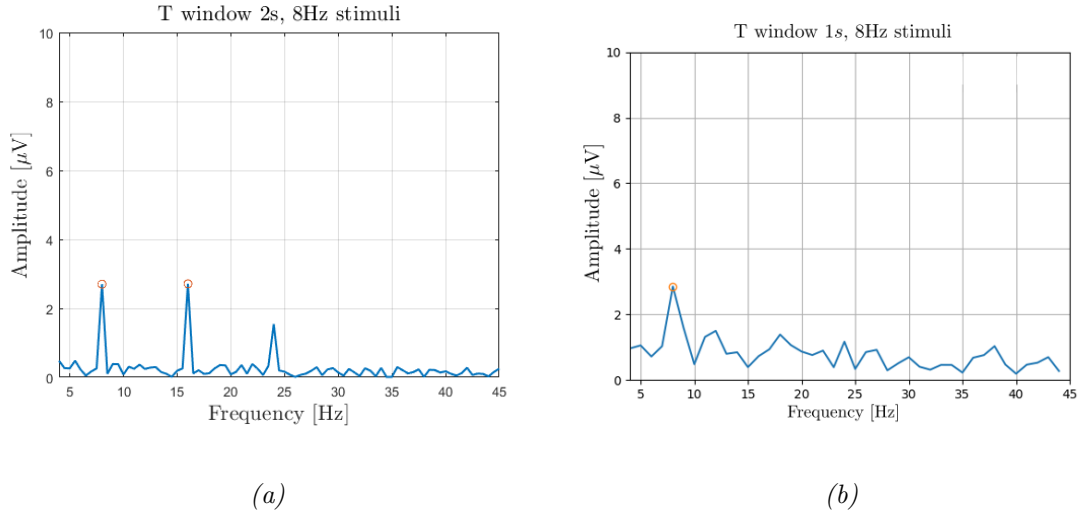 T window 2s, 8Hz stimuli
10
8
6
4
2
0
Amplitude [μV]
5 10 15 20 25 30 35 40 45
Frequency [Hz]
(a)
T window 1s, 8Hz stimuli
10
8
6
4
2
0
Amplitude [μV]
5 10 15 20 25 30 35 40 45
Frequency [Hz]
(b)